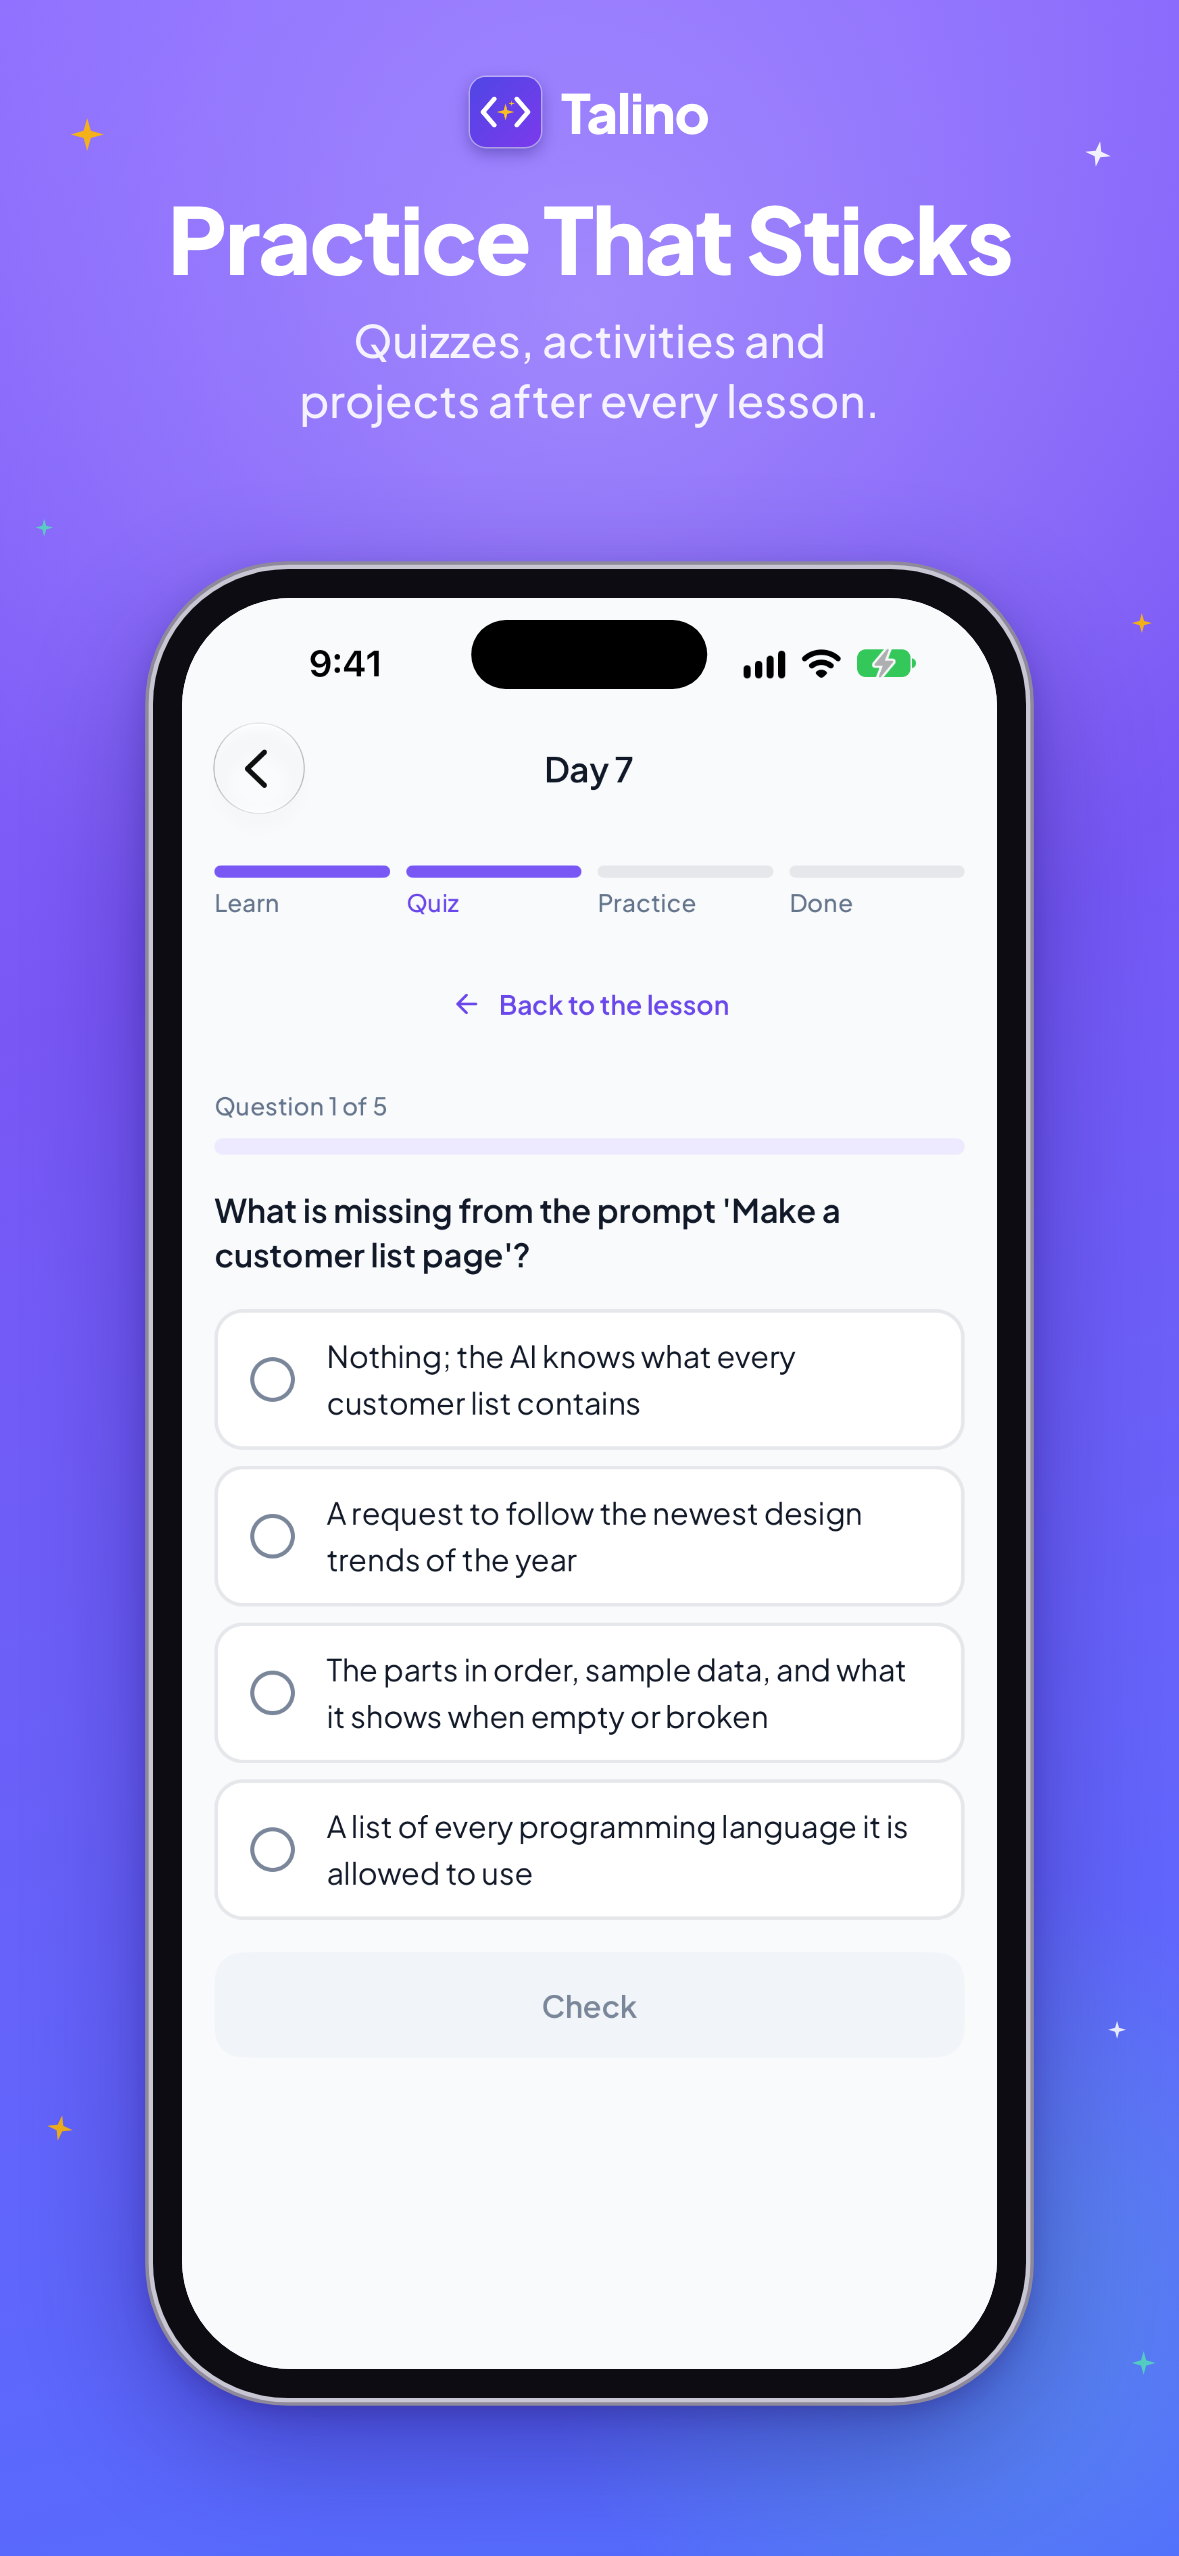 Talino
Practice That Sticks
Quizzes, activities and
projects after every lesson.
9:41
Day 7
Learn
Quiz
Practice
Done
← Back to the lesson
Question 1 of 5
What is missing from the prompt 'Make a
customer list page'?
Nothing; the AI knows what every
customer list contains
A request to follow the newest design
trends of the year
The parts in order, sample data, and what
it shows when empty or broken
A list of every programming language it is
allowed to use
Check